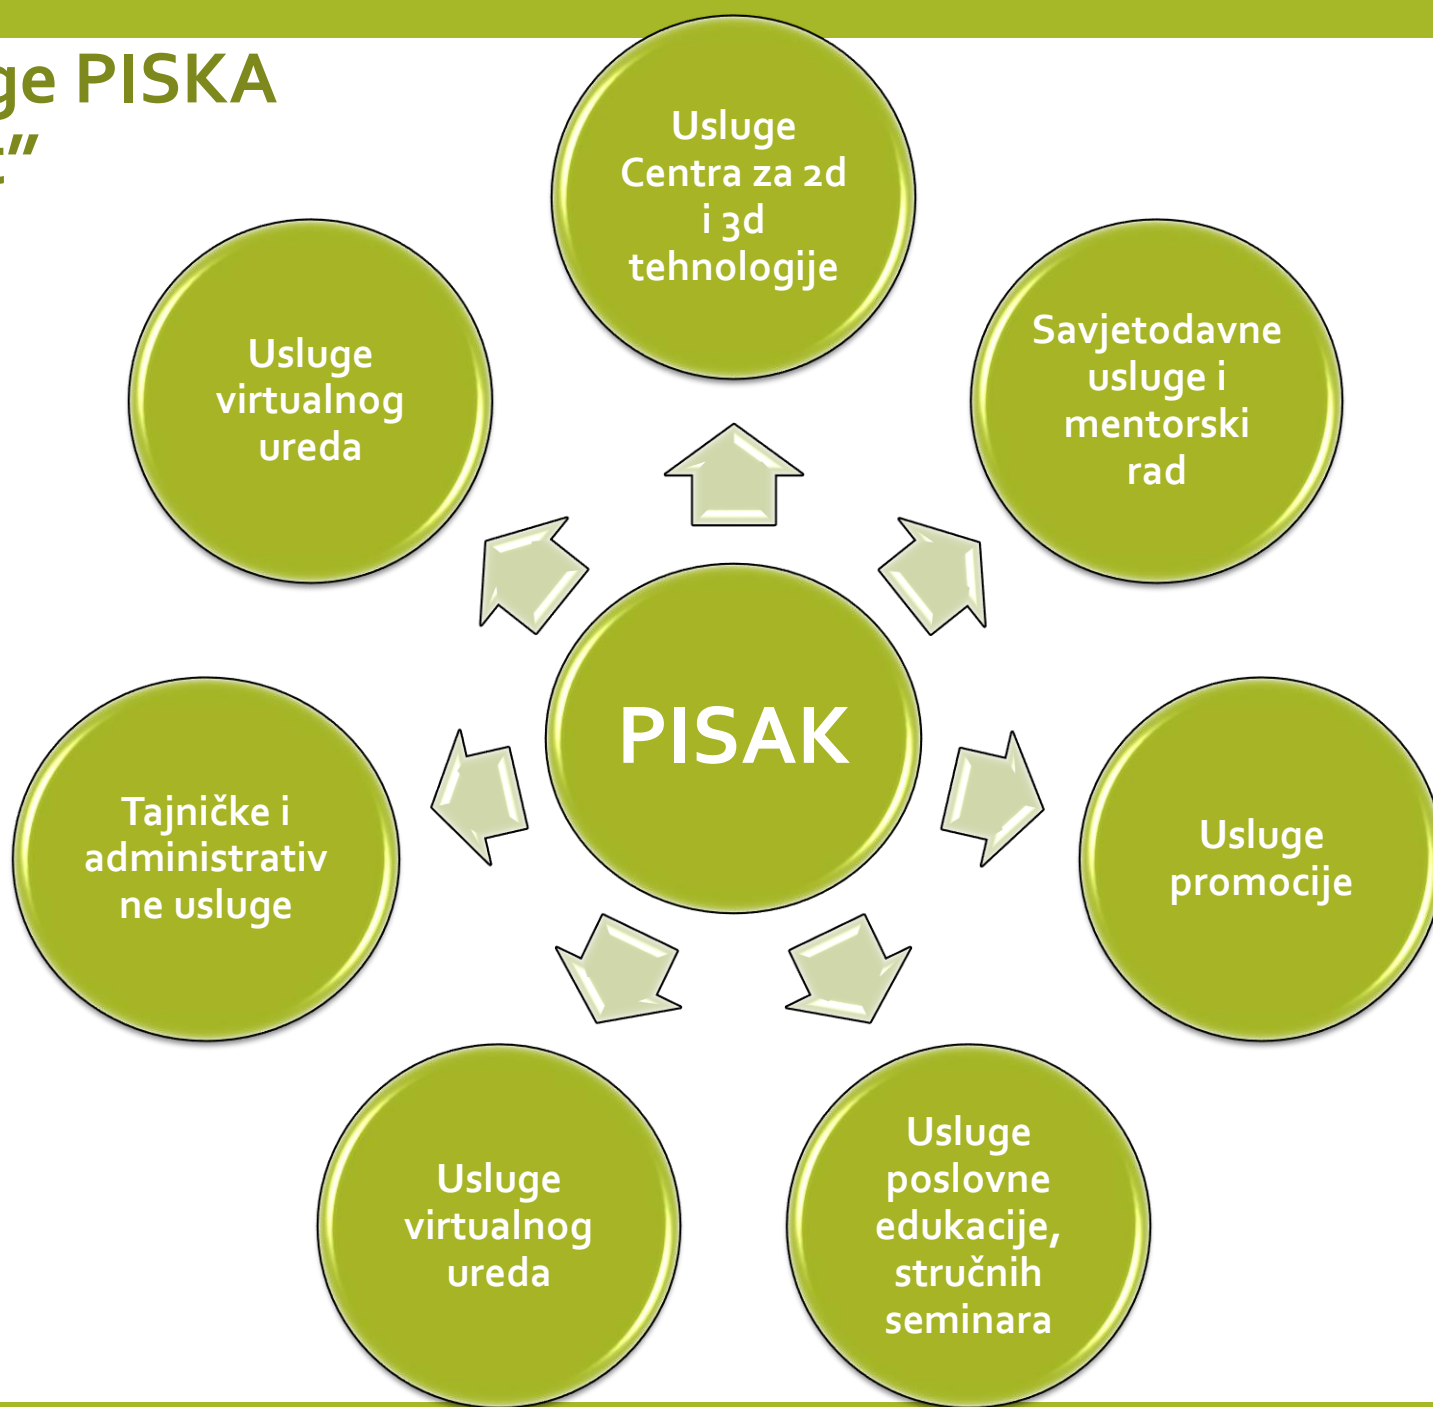 ge PISKA
t"
Usluge
Centra za 2d
i 3d
tehnologije
Savjetodavne
usluge i
mentorski
rad
Usluge
promocije
Usluge
poslovne
edukacije,
stručnih
seminara
Usluge
virtualnog
ureda
Tajničke i
administrativ
ne usluge
Usluge
virtualnog
ureda
PISAK